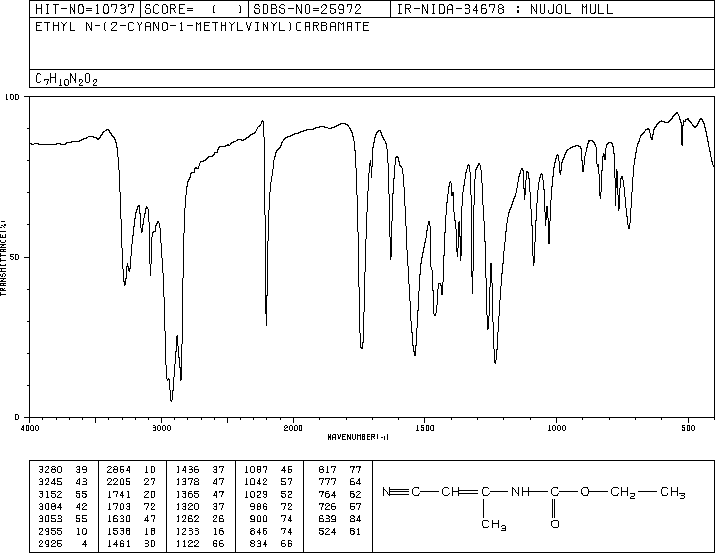 HIT-NO=10737 SCORE= ( ) SDBS-NO=25972 IR-NIDA-34678 : NUJOL MULL
ETHYL N-(2-CYANO-1-METHYLVINYL)CARBAMATE
C7H10N2O2
100
50
0
TRANSMITTANCE(%)
4000 3000 2000 1500 1000 500
WAVENUMBER(-1)
3280 39 2854 10 1436 37 1087 46 817 77
3245 43 2205 27 1378 47 1042 57 777 64
3152 55 1741 20 1365 47 1029 52 764 62
3084 42 1703 72 1320 37 986 72 726 57
3053 55 1630 47 1262 26 900 74 639 84
2955 10 1538 18 1233 16 846 74 524 81
2925 4 1461 30 1122 66 834 66
N≡C—CH=C—NH—C—O—CH2—CH3
CH3 O